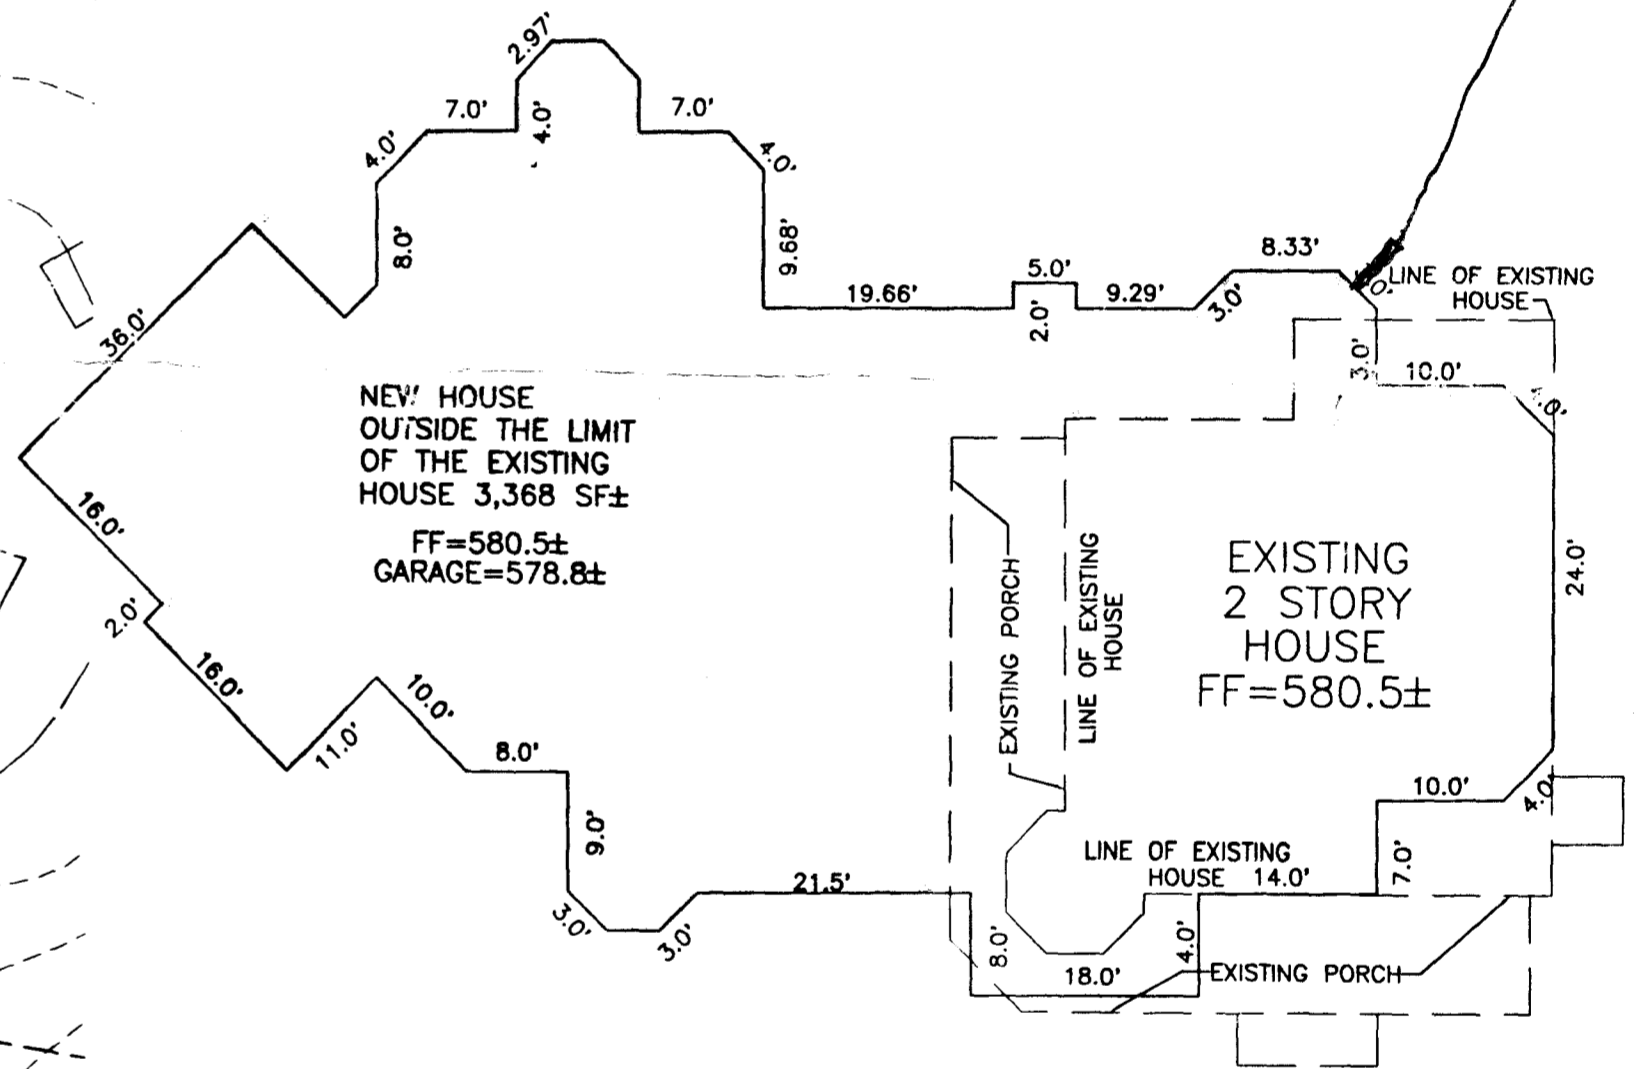 2.97'
7.0'
4.0'
7.0'
4.0'
4.0'
8.0'
9.68'
8.33'
5.0'
19.66'
9.29'
3.0'
2.0'
LINE OF EXISTING
HOUSE
36.0'
3.0'
10.0'
NEW HOUSE
OUTSIDE THE LIMIT
OF THE EXISTING
HOUSE 3,368 SF±
FF=580.5±
GARAGE=578.8±
16.0'
2.0'
16.0'
11.0'
10.0'
8.0'
9.0'
3.0'
3.0'
21.5'
EXISTING PORCH
LINE OF EXISTING
HOUSE
EXISTING
2 STORY
HOUSE
FF=580.5±
24.0'
10.0'
4.0'
LINE OF EXISTING
HOUSE
14.0'
7.0'
8.0'
4.0'
18.0'
EXISTING PORCH